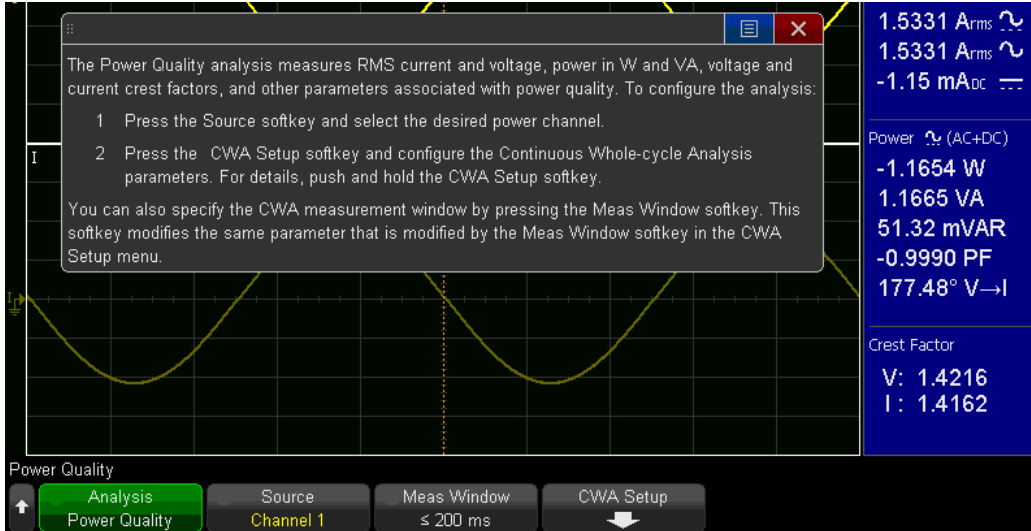 The Power Quality analysis measures RMS current and voltage, power in W and VA, voltage and
current crest factors, and other parameters associated with power quality. To configure the analysis:
1 Press the Source softkey and select the desired power channel.
2 Press the CWA Setup softkey and configure the Continuous Whole-cycle Analysis
parameters. For details, push and hold the CWA Setup softkey.
You can also specify the CWA measurement window by pressing the Meas Window softkey. This
softkey modifies the same parameter that is modified by the Meas Window softkey in the CWA
Setup menu.
I
I
1.5331 Arms
1.5331 Arms
-1.15 mADC
Power (AC+DC)
-1.1654 W
1.1665 VA
51.32 mVAR
-0.9990 PF
177.48° V→I
Crest Factor
V: 1.4216
I: 1.4162
Power Quality
Analysis
Power Quality
Source
Channel 1
Meas Window
≤ 200 ms
CWA Setup